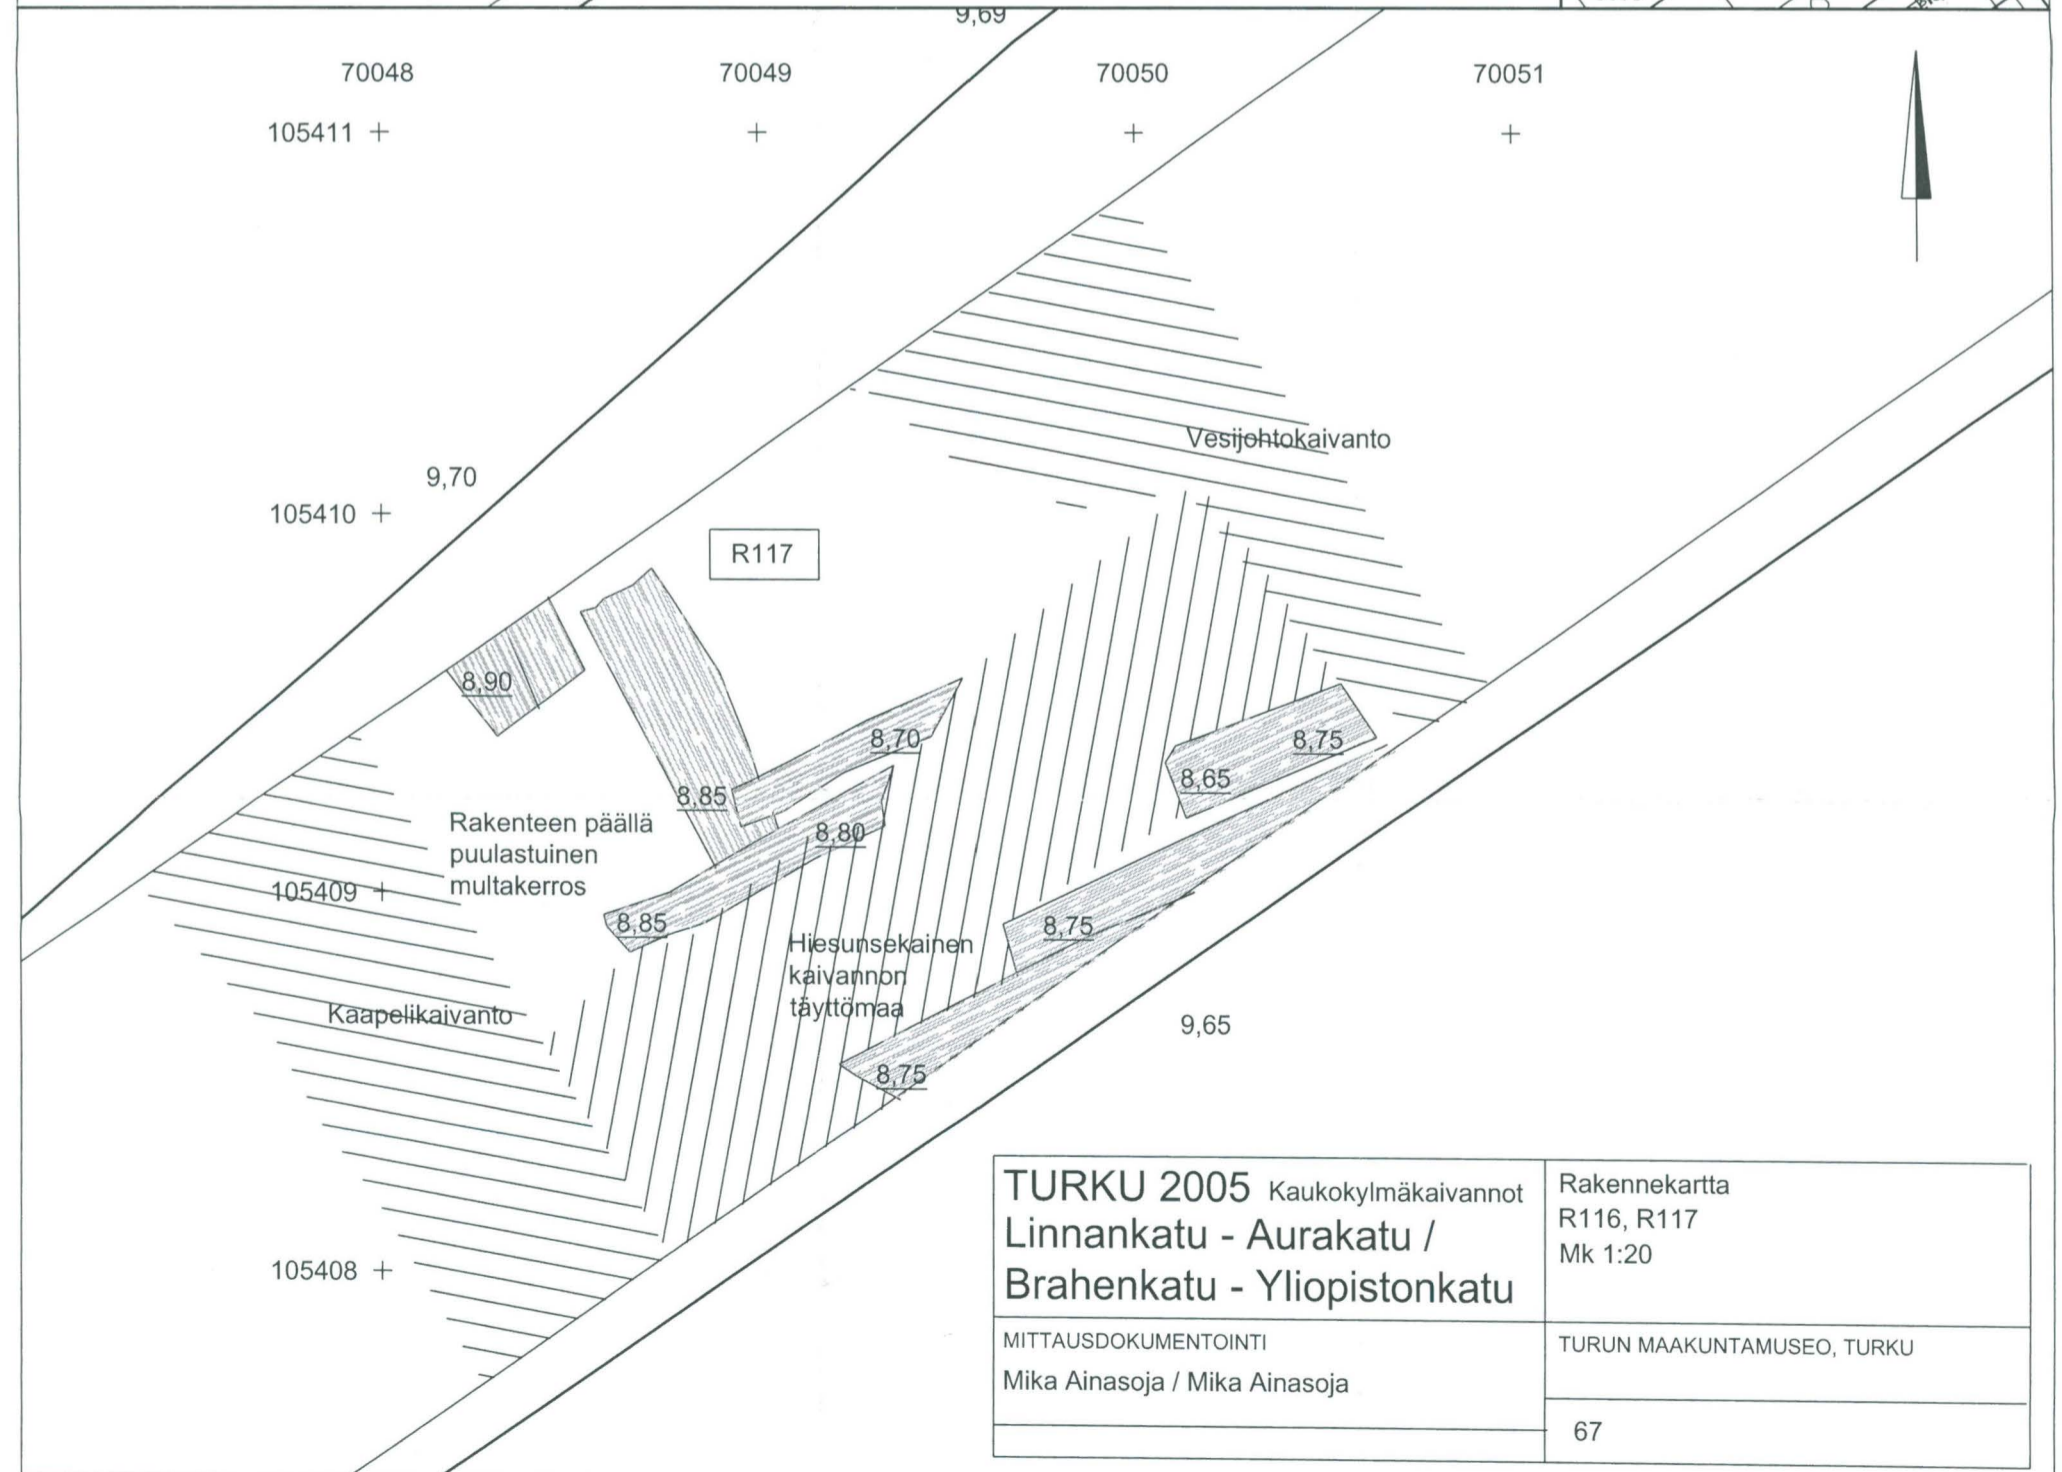 9,69
70048 70049 70050 70051
105411
9,70
105410
R117
Vesijohtokaivanto
8,90
8,70
8,75
8,65
8,85
8,80
Rakenteen päällä
puulastuinen
multakerros
105409
8,85
8,75
Hiesunsekainen
kaivannon
täyttömaa
Kaapelikaivanto
9,65
8,75
105408
TURKU 2005 Kaukokylmäkaivannot
Linnankatu - Aurakatu /
Brahenkatu - Yliopistonkatu
Rakennekartta
R116, R117
Mk 1:20
MITTAUSDOKUMENTOINTI
Mika Ainasoja / Mika Ainasoja
TURUN MAAKUNTAMUSEO, TURKU
67